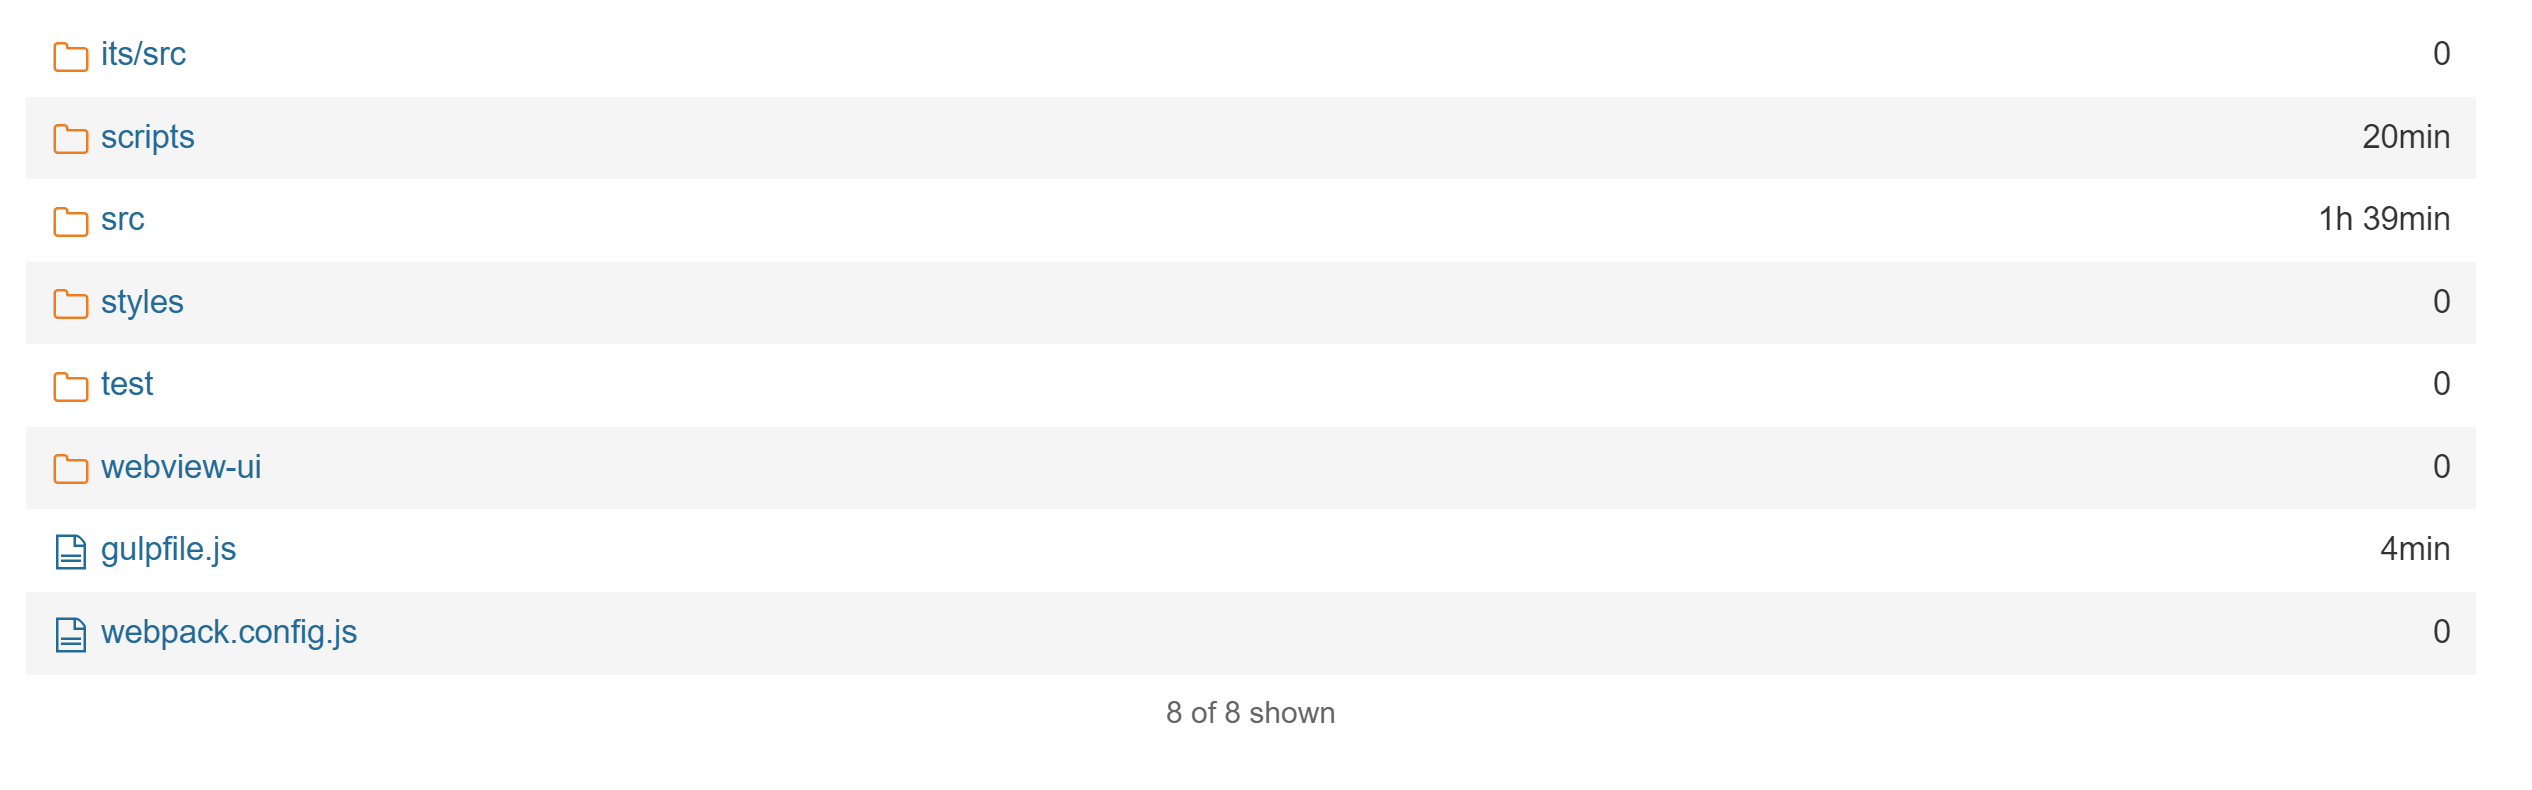 its/src 0
scripts 20min
src 1h 39min
styles 0
test 0
webview-ui 0
gulpfile.js 4min
webpack.config.js 0
8 of 8 shown